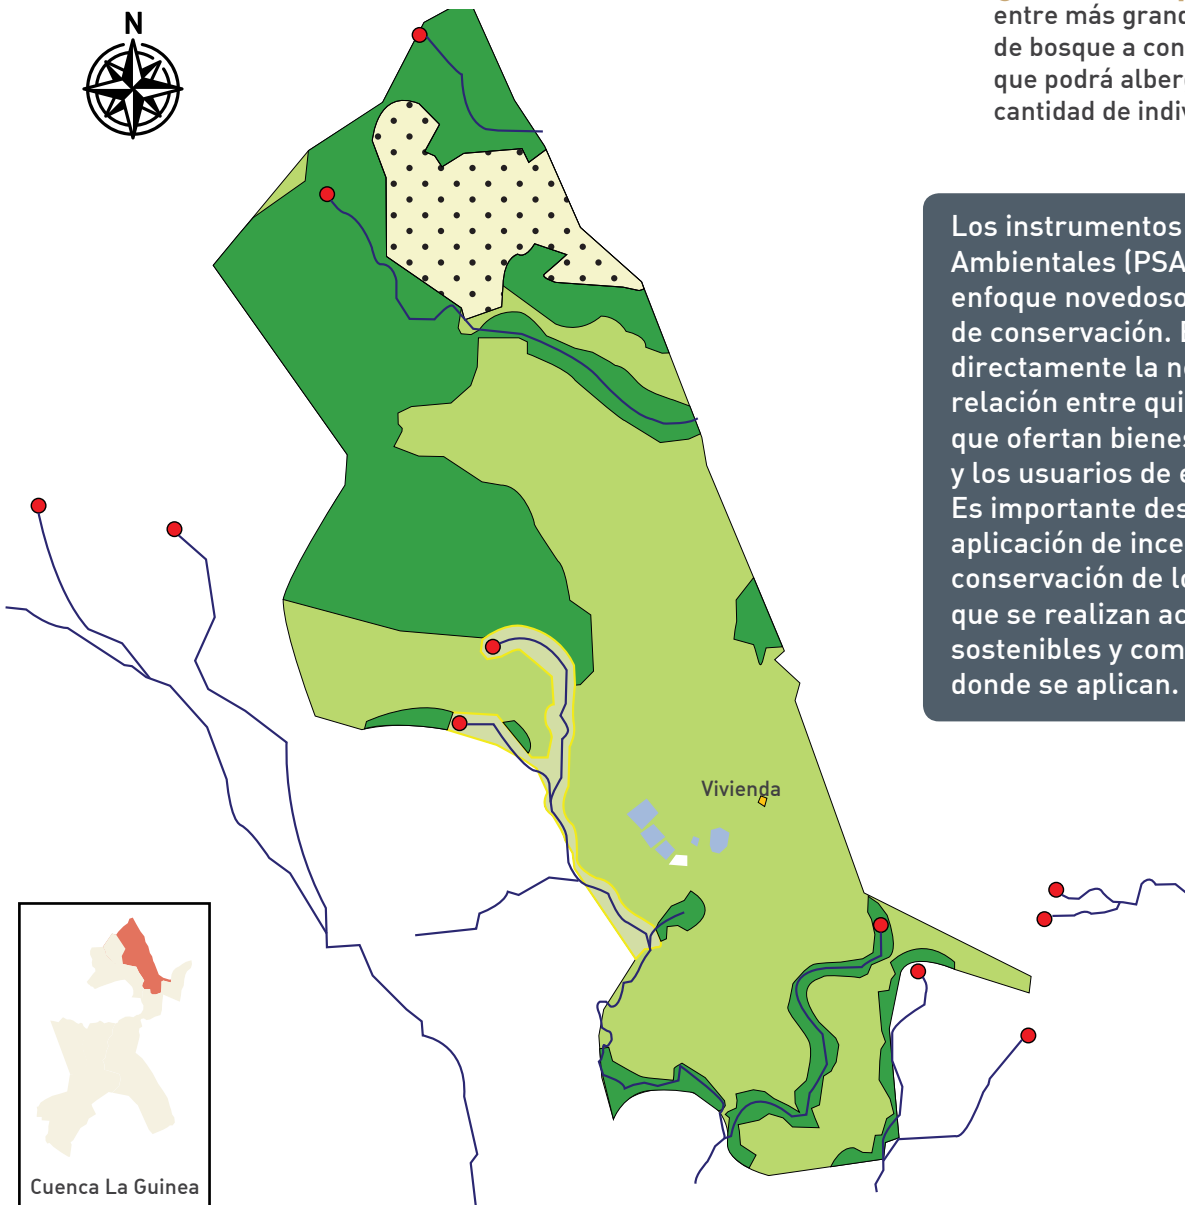 N
entre más grand
de bosque a con
que podrá alber
cantidad de indiv
Los instrumentos
Ambientales (PSA
enfoque novedoso
de conservación.
directamente la n
relación entre qui
que ofertan bienes
y los usuarios de e
Es importante des
aplicación de ince
conservación de lo
que se realizan ac
sostenibles y com
donde se aplican.
Vivienda
Cuenca La Guinea